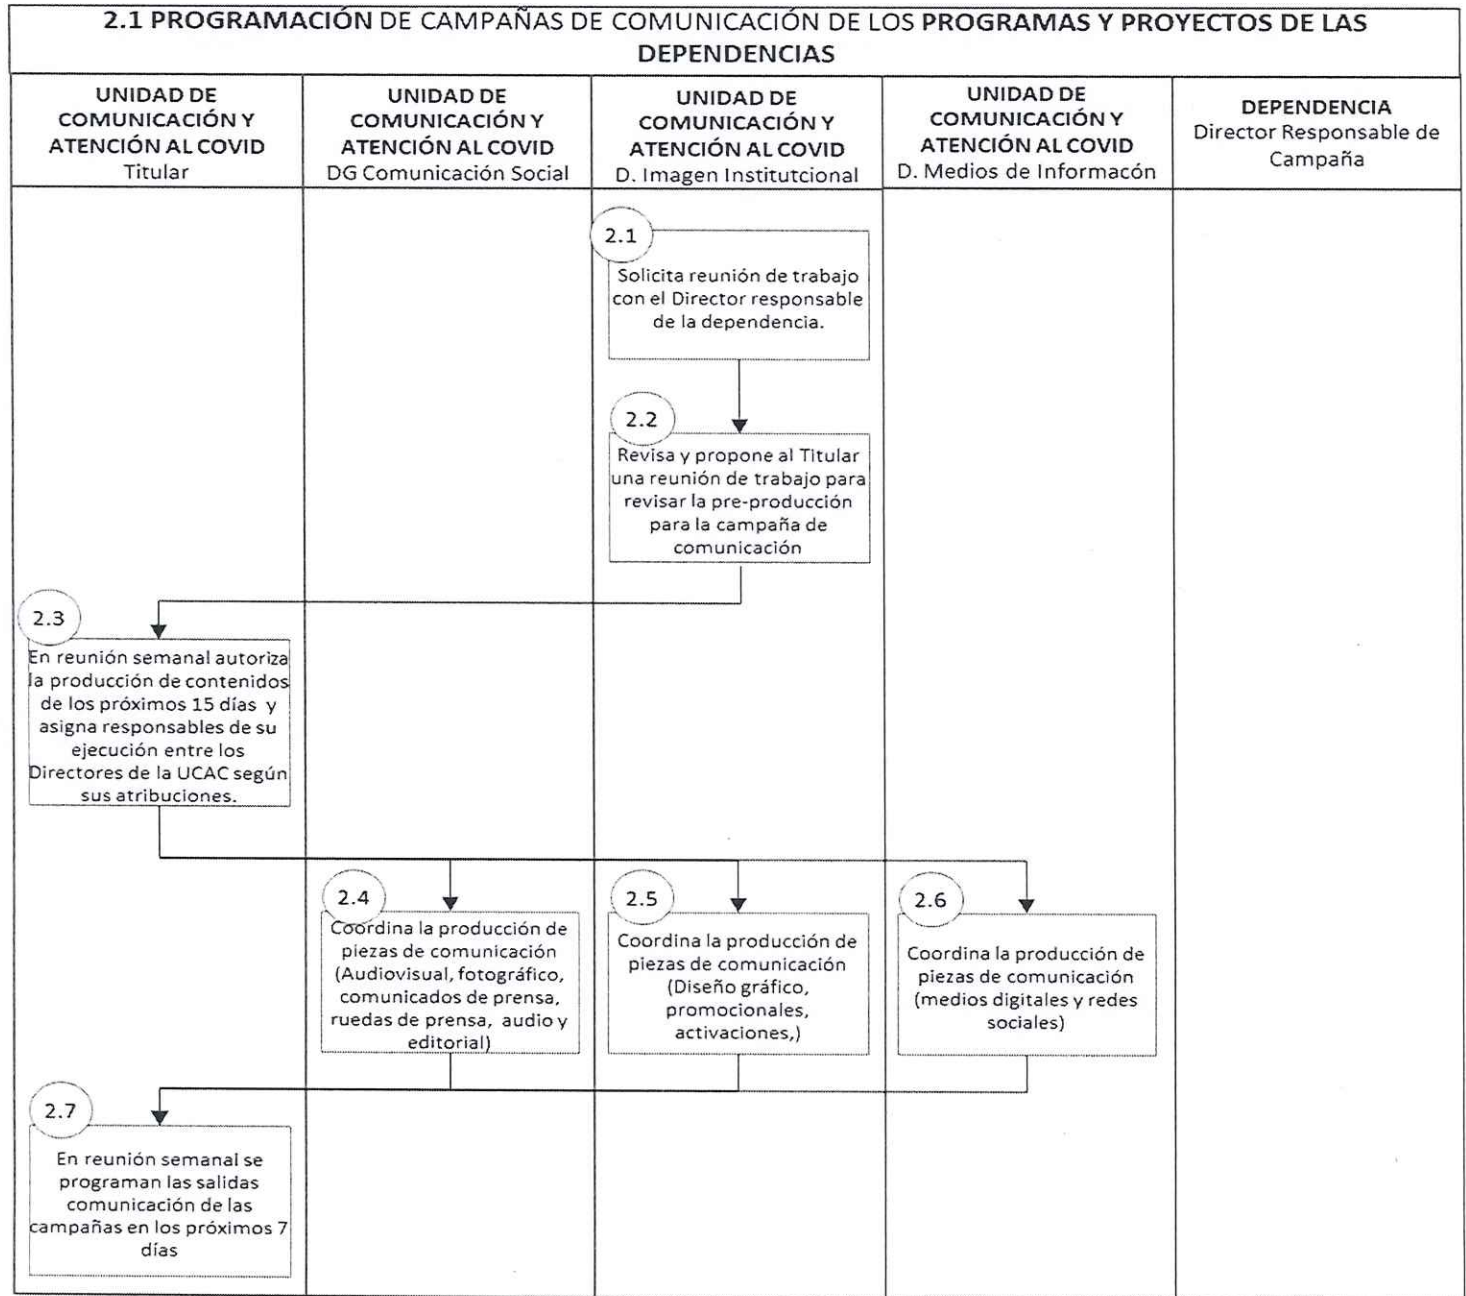 2.1 PROGRAMACIÓN DE CAMPAÑAS DE COMUNICACIÓN DE LOS PROGRAMAS Y PROYECTOS DE LAS
DEPENDENCIAS
UNIDAD DE
COMUNICACIÓN Y
ATENCIÓN AL COVID
Titular
UNIDAD DE
COMUNICACIÓN Y
ATENCIÓN AL COVID
DG Comunicación Social
UNIDAD DE
COMUNICACIÓN Y
ATENCIÓN AL COVID
D. Imagen Institutcional
UNIDAD DE
COMUNICACIÓN Y
ATENCIÓN AL COVID
D. Medios de Informacón
DEPENDENCIA
Director Responsable de
Campaña
2.1
Solicita reunión de trabajo
con el Director responsable
de la dependencia.
2.2
Revisa y propone al Titular
una reunión de trabajo para
revisar la pre-producción
para la campaña de
comunicación
2.3
En reunión semanal autoriza
la producción de contenidos
de los próximos 15 días y
asigna responsables de su
ejecución entre los
Directores de la UCAC según
sus atribuciones.
2.4
Coordina la producción de
piezas de comunicación
(Audiovisual, fotográfico,
comunicados de prensa,
ruedas de prensa, audio y
editorial)
2.5
Coordina la producción de
piezas de comunicación
(Diseño gráfico,
promocionales,
activaciones,)
2.6
Coordina la producción de
piezas de comunicación
(medios digitales y redes
sociales)
2.7
En reunión semanal se
programan las salidas
comunicación de las
campañas en los próximos 7
días